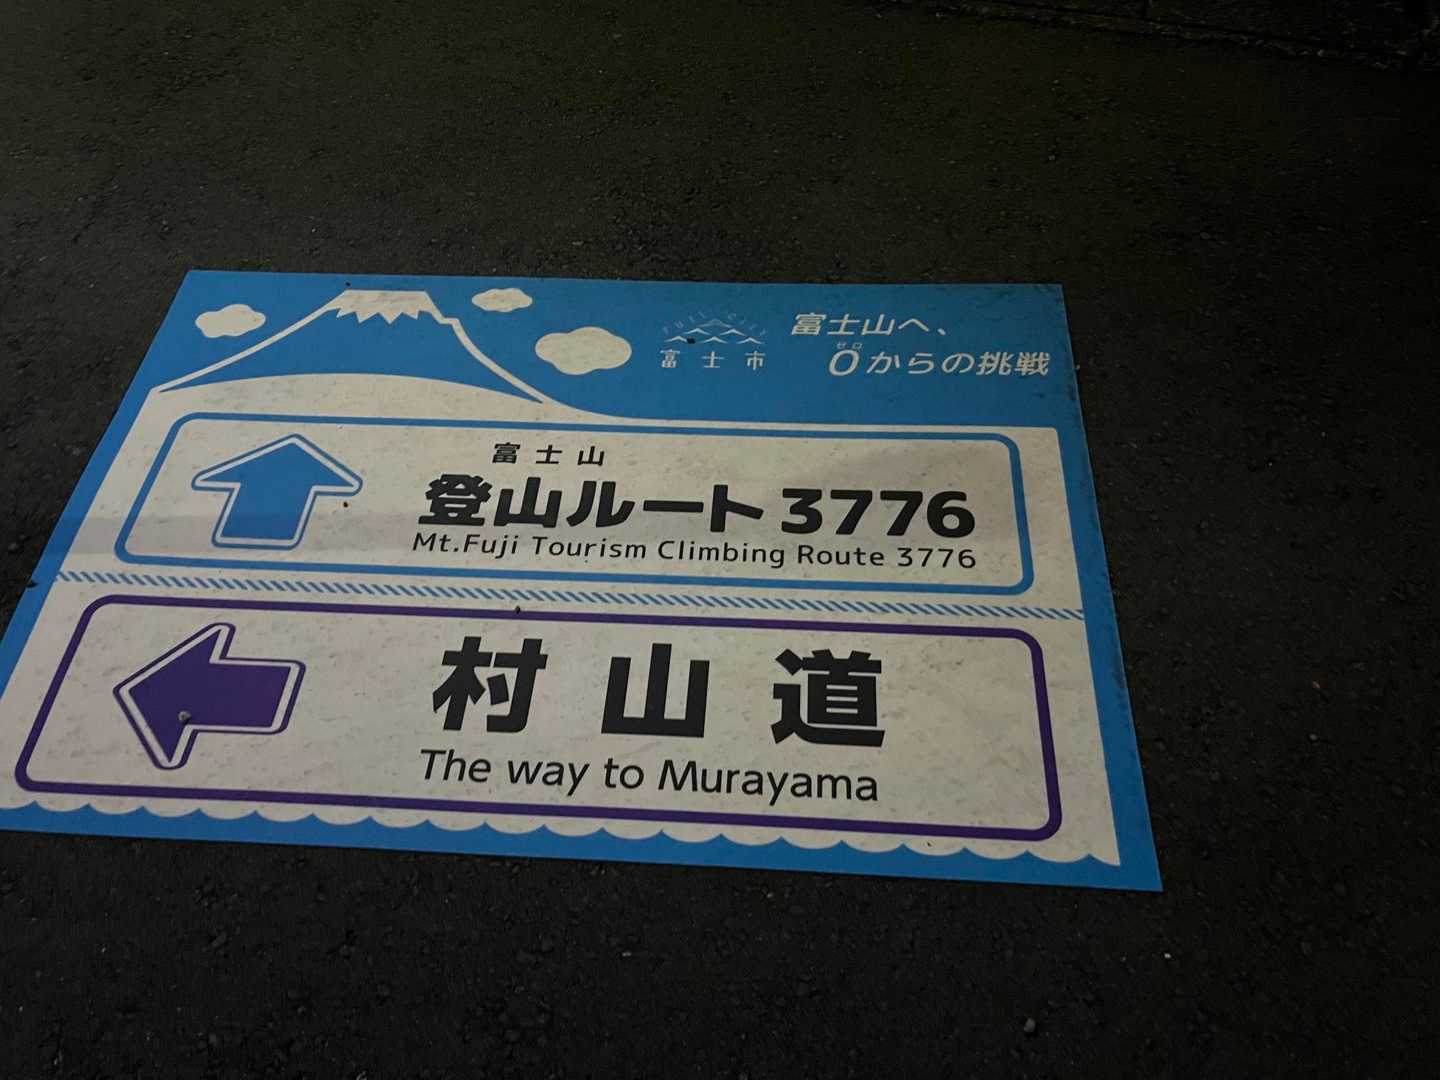 FUJI CITY
富士市
富士山へ、
ゼロ
0からの挑戦
富士山
登山ルート3776
Mt.Fuji Tourism Climbing Route 3776
村山道
The way to Murayama